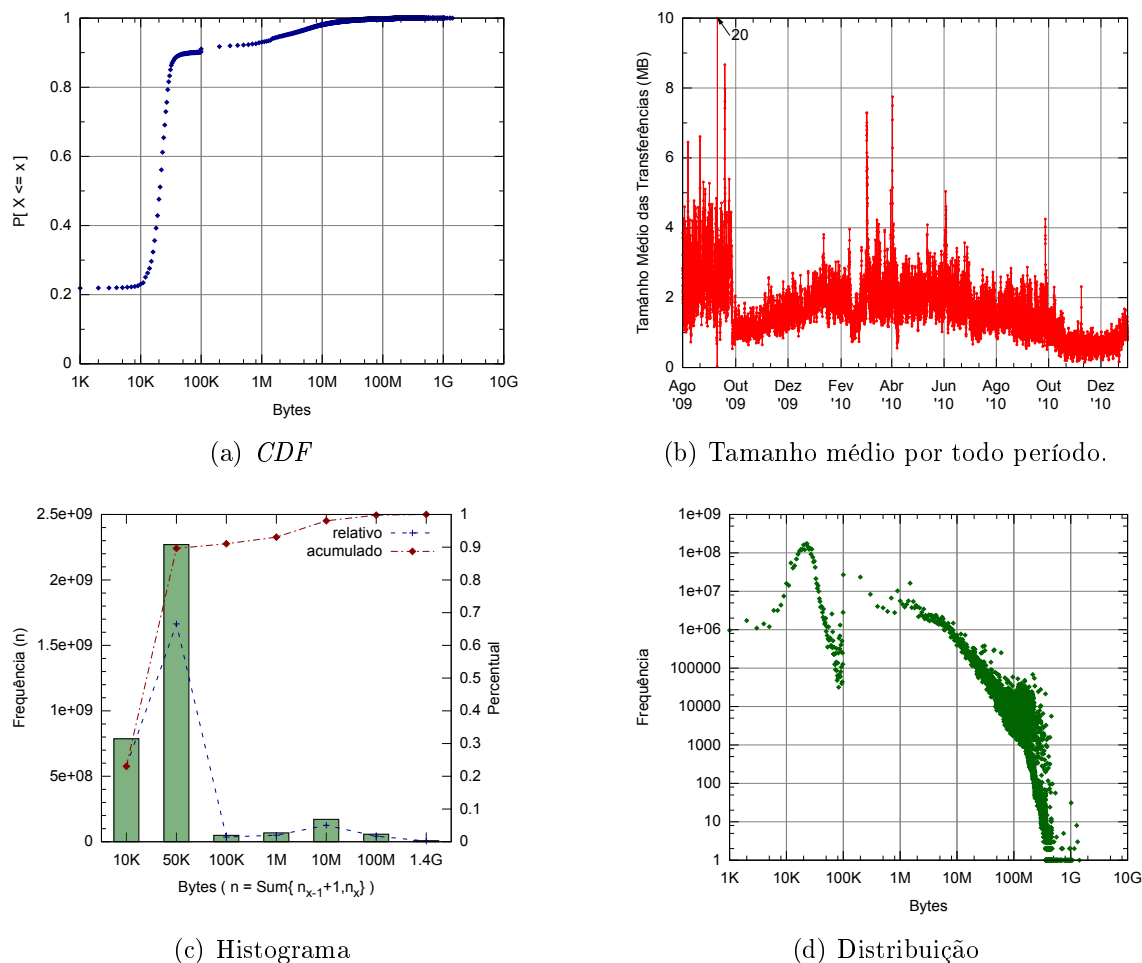 1
0.8
0.6
0.4
0.2
0
P[ X <= x ]
1K 10K 100K 1M 10M 100M 1G 10G
Bytes
(a) CDF
10
8
6
4
2
0
20
Tamanho Médio das Transferências (MB)
Ago Out Dez Fev Abr Jun Ago Out Dez
'09 '09 '09 '10 '10 '10 '10 '10 '10
(b) Tamanho médio por todo período.
2.5e+09
2e+09
1.5e+09
1e+09
5e+08
0
Frequência (n)
relativo
acumulado
1
0.9
0.8
0.7
0.6
0.5
0.4
0.3
0.2
0.1
0
Percentual
10K 50K 100K 1M 10M 100M 1.4G
Bytes ( n = Sum{ nx-1+1,nx} )
(c) Histograma
1e+09
1e+08
1e+07
1e+06
100000
10000
1000
100
10
1
Frequência
1K 10K 100K 1M 10M 100M 1G 10G
Bytes
(d) Distribuição